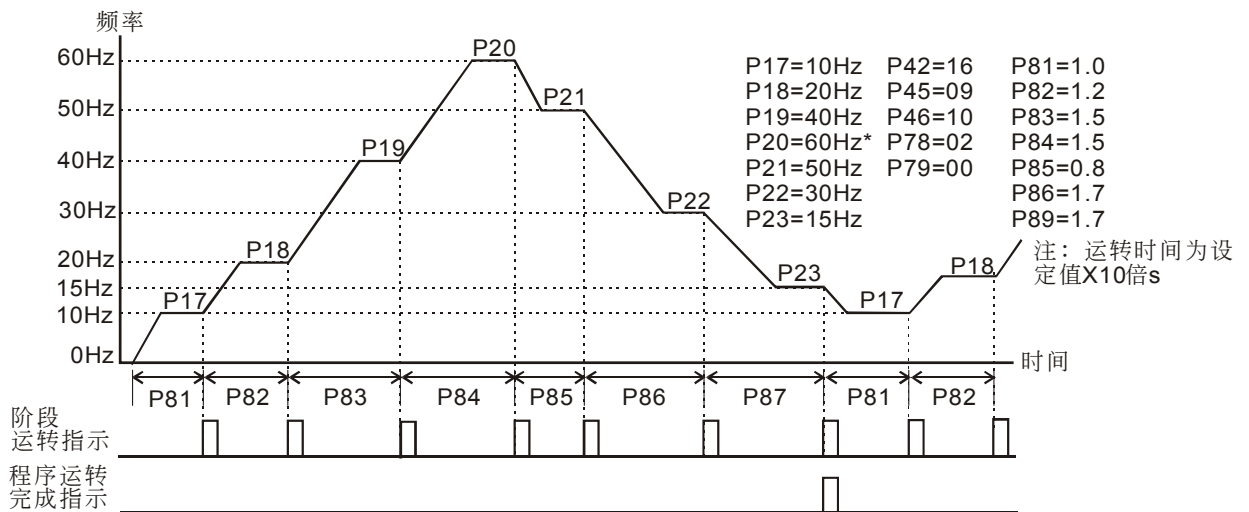 频率
60Hz
50Hz
40Hz
30Hz
20Hz
15Hz
10Hz
0Hz
P17
P18
P19
P20
P21
P22
P23
P17
P18
P17=10Hz P42=16 P81=1.0
P18=20Hz P45=09 P82=1.2
P19=40Hz P46=10 P83=1.5
P20=60Hz* P78=02 P84=1.5
P21=50Hz P79=00 P85=0.8
P22=30Hz P86=1.7
P23=15Hz P89=1.7
注：运转时间为设
定值X10倍s
时间
P81 P82 P83 P84 P85 P86 P87 P81 P82
阶段
运转指示
程序运转
完成指示